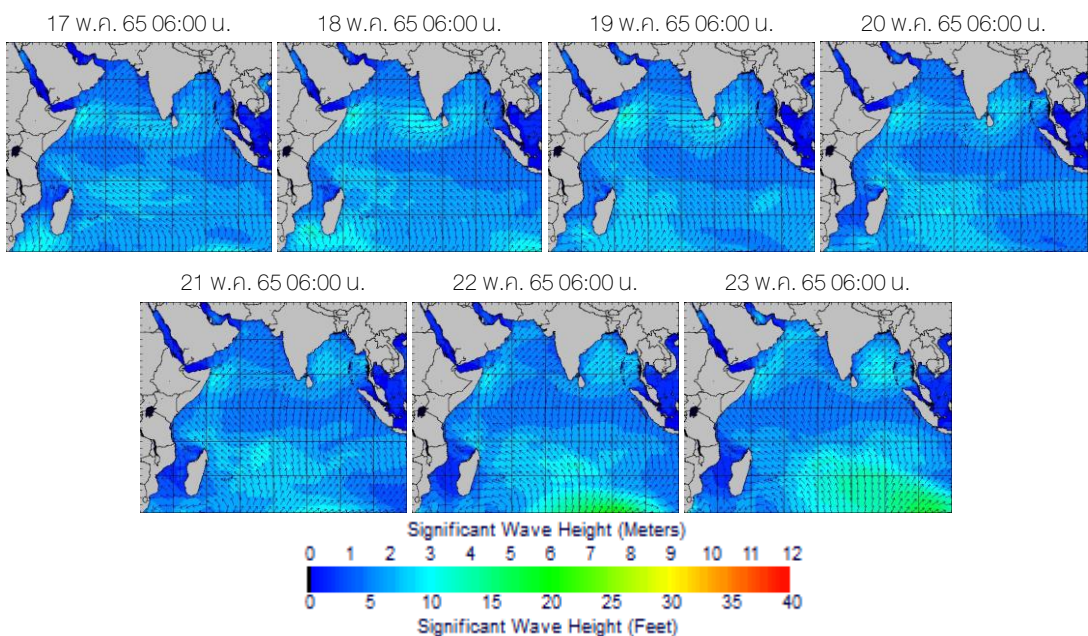 17 พ.ค. 65 06:00 น.
18 พ.ค. 65 06:00 น.
19 พ.ค. 65 06:00 น.
20 พ.ค. 65 06:00 น.
21 พ.ค. 65 06:00 น.
22 พ.ค. 65 06:00 น.
23 พ.ค. 65 06:00 น.
Significant Wave Height (Meters)
0 1 2 3 4 5 6 7 8 9 10 11 12
0 5 10 15 20 25 30 35 40
Significant Wave Height (Feet)